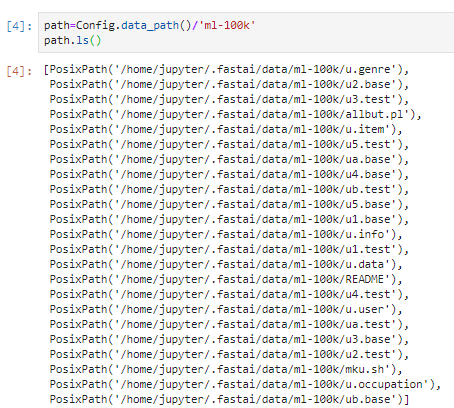 [4]: path=Config.data_path()/'ml-100k'
path.ls()
[4]: [PosixPath('/home/jupyter/.fastai/data/ml-100k/u.genre'),
PosixPath('/home/jupyter/.fastai/data/ml-100k/u2.base'),
PosixPath('/home/jupyter/.fastai/data/ml-100k/u3.test'),
PosixPath('/home/jupyter/.fastai/data/ml-100k/allbut.pl'),
PosixPath('/home/jupyter/.fastai/data/ml-100k/u.item'),
PosixPath('/home/jupyter/.fastai/data/ml-100k/u5.test'),
PosixPath('/home/jupyter/.fastai/data/ml-100k/ua.base'),
PosixPath('/home/jupyter/.fastai/data/ml-100k/u4.base'),
PosixPath('/home/jupyter/.fastai/data/ml-100k/ub.test'),
PosixPath('/home/jupyter/.fastai/data/ml-100k/u5.base'),
PosixPath('/home/jupyter/.fastai/data/ml-100k/u1.base'),
PosixPath('/home/jupyter/.fastai/data/ml-100k/u.info'),
PosixPath('/home/jupyter/.fastai/data/ml-100k/u1.test'),
PosixPath('/home/jupyter/.fastai/data/ml-100k/u.data'),
PosixPath('/home/jupyter/.fastai/data/ml-100k/README'),
PosixPath('/home/jupyter/.fastai/data/ml-100k/u4.test'),
PosixPath('/home/jupyter/.fastai/data/ml-100k/u.user'),
PosixPath('/home/jupyter/.fastai/data/ml-100k/ua.test'),
PosixPath('/home/jupyter/.fastai/data/ml-100k/u3.base'),
PosixPath('/home/jupyter/.fastai/data/ml-100k/u2.test'),
PosixPath('/home/jupyter/.fastai/data/ml-100k/mku.sh'),
PosixPath('/home/jupyter/.fastai/data/ml-100k/u.occupation'),
PosixPath('/home/jupyter/.fastai/data/ml-100k/ub.base')]